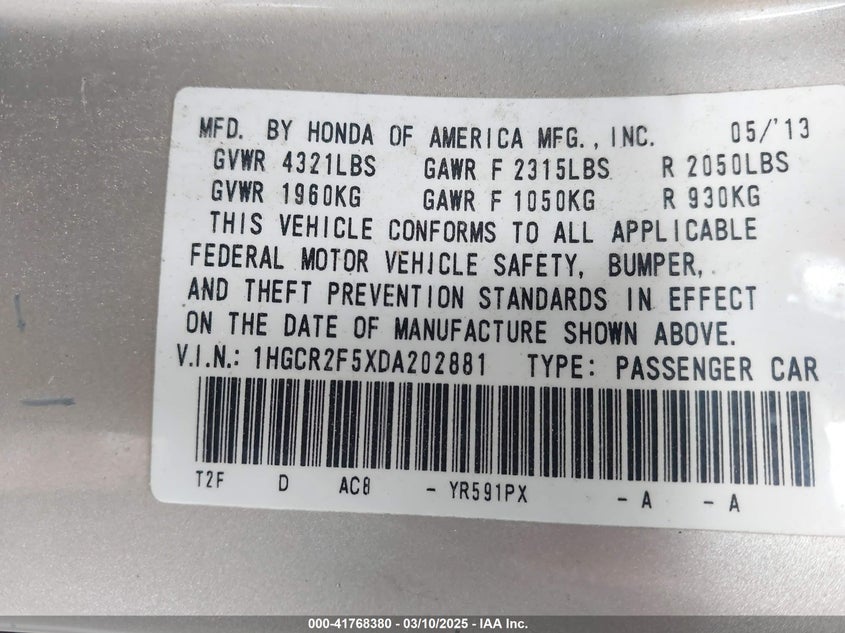 MFD. BY HONDA OF AMERICA MFG., INC. 05/'13
GVWR 4321LBS GAWR F 2315LBS R 2050LBS
GVWR 1960KG GAWR F 1050KG R 930KG
THIS VEHICLE CONFORMS TO ALL APPLICABLE
FEDERAL MOTOR VEHICLE SAFETY, BUMPER,
AND THEFT PREVENTION STANDARDS IN EFFECT
ON THE DATE OF MANUFACTURE SHOWN ABOVE.
V.I.N.: 1HGCR2F5XDA202881 TYPE: PASSENGER CAR
T2F D AC8 - YR591PX - A - A
000-41768380 - 03/10/2025 - IAA Inc.